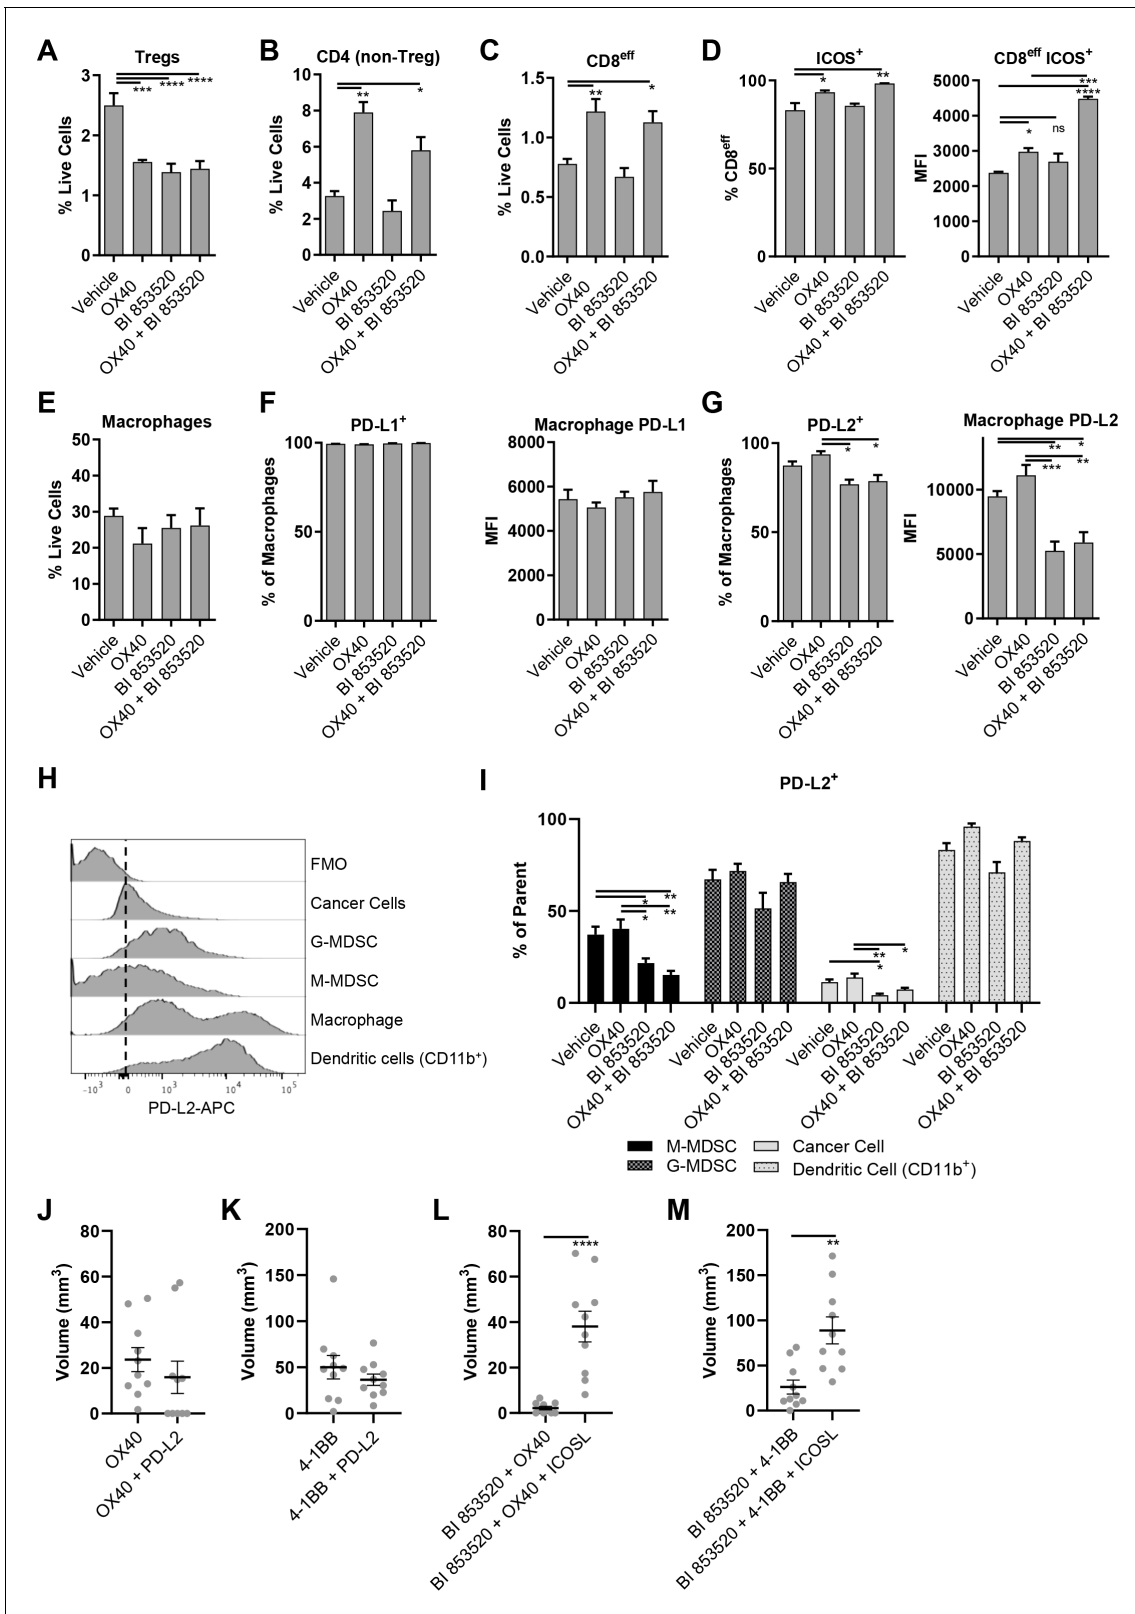 A
Tregs
% Live Cells
3
2
1
0
*** **** ****
Vehicle
OX40
BI 853520
OX40 + BI 853520
B
CD4 (non-Treg)
% Live Cells
10
8
6
4
2
0
** *
Vehicle
OX40
BI 853520
OX40 + BI 853520
C
CD8eff
% Live Cells
1.5
1.0
0.5
0.0
** *
Vehicle
OX40
BI 853520
OX40 + BI 853520
D
ICOS+
% CD8eff
100
50
0
* **
Vehicle
OX40
BI 853520
OX40 + BI 853520
CD8eff ICOS+
MFI
5000
4000
3000
2000
1000
0
***
****
* ns
Vehicle
OX40
BI 853520
OX40 + BI 853520
E
Macrophages
% Live Cells
50
40
30
20
10
0
Vehicle
OX40
BI 853520
OX40 + BI 853520
F
PD-L1+
% of Macrophages
100
50
0
Vehicle
OX40
BI 853520
OX40 + BI 853520
Macrophage PD-L1
MFI
8000
6000
4000
2000
0
Vehicle
OX40
BI 853520
OX40 + BI 853520
G
PD-L2+
% of Macrophages
100
50
0
* *
Vehicle
OX40
BI 853520
OX40 + BI 853520
Macrophage PD-L2
MFI
10000
5000
0
** *
*** **
Vehicle
OX40
BI 853520
OX40 + BI 853520
H
FMO
Cancer Cells
G-MDSC
M-MDSC
Macrophage
Dendritic cells (CD11b+)
-103 0 103 104 105
PD-L2-APC
I
PD-L2+
% of Parent
100
50
0
**
*
**
*
**
*
*
Vehicle
OX40
BI 853520
OX40 + BI 853520
Vehicle
OX40
BI 853520
OX40 + BI 853520
Vehicle
OX40
BI 853520
OX40 + BI 853520
Vehicle
OX40
BI 853520
OX40 + BI 853520
M-MDSC
Cancer Cell
G-MDSC
Dendritic Cell (CD11b+)
J
Volume (mm3)
80
60
40
20
0
OX40
OX40 + PD-L2
K
Volume (mm3)
200
150
100
50
0
4-1BB
4-1BB + PD-L2
L
Volume (mm3)
80
60
40
20
0
****
BI 853520 + OX40
BI 853520 + OX40 + ICOSL
M
Volume (mm3)
200
150
100
50
0
**
BI 853520 + 4-1BB
BI 853520 + 4-1BB + ICOSL